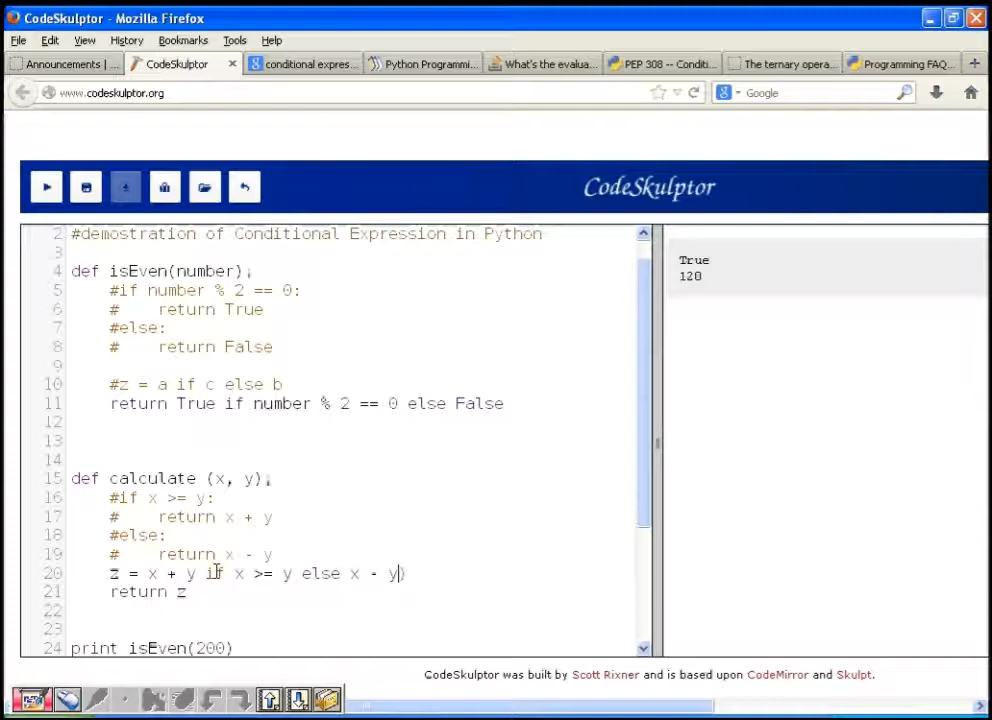 CodeSkulptor - Mozilla Firefox
File Edit View History Bookmarks Tools Help
Announcements | ... CodeSkulptor conditional expres... Python Programmi... What's the evalua... PEP 308 -- Conditi... The ternary opera... Programming FAQ...
www.codeskulptor.org Google
CodeSkulptor
2 #demostration of Conditional Expression in Python
3
4 def isEven(number):
5 #if number % 2 == 0:
6 # return True
7 #else:
8 # return False
9
10 #z = a if c else b
11 return True if number % 2 == 0 else False
12
13
14
15 def calculate (x, y):
16 #if x >= y:
17 # return x + y
18 #else:
19 # return x - y
20 z = x + y if x >= y else x - y)
21 return z
22
23
24 print isEven(200)
True
120
CodeSkulptor was built by Scott Rixner and is based upon CodeMirror and Skulpt.